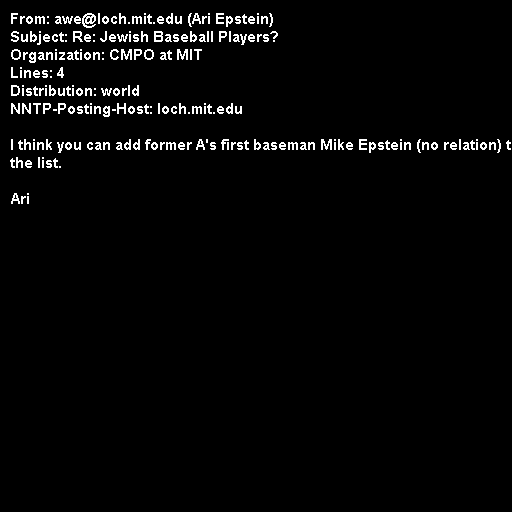 From: awe@loch.mit.edu (Ari Epstein)
Subject: Re: Jewish Baseball Players?
Organization: CMPO at MIT
Lines: 4
Distribution: world
NNTP-Posting-Host: loch.mit.edu
I think you can add former A's first baseman Mike Epstein (no relation) t
the list.
Ari